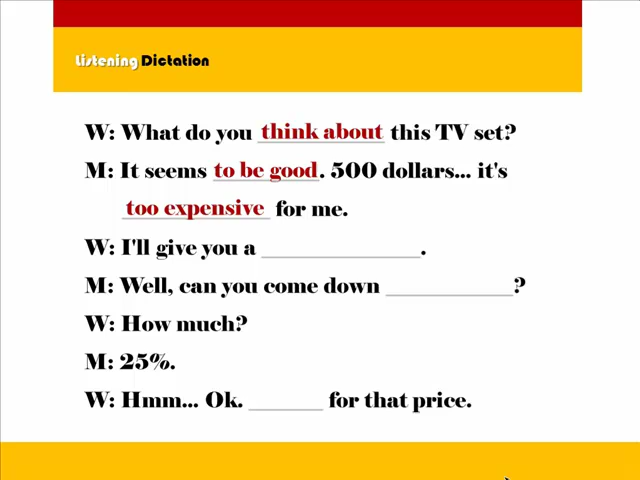 Listening Dictation
W: What do you think about this TV set?
M: It seems to be good. 500 dollars... it's
too expensive for me.
W: I'll give you a ______________.
M: Well, can you come down ___________?
W: How much?
M: 25%.
W: Hmm... Ok. ______ for that price.